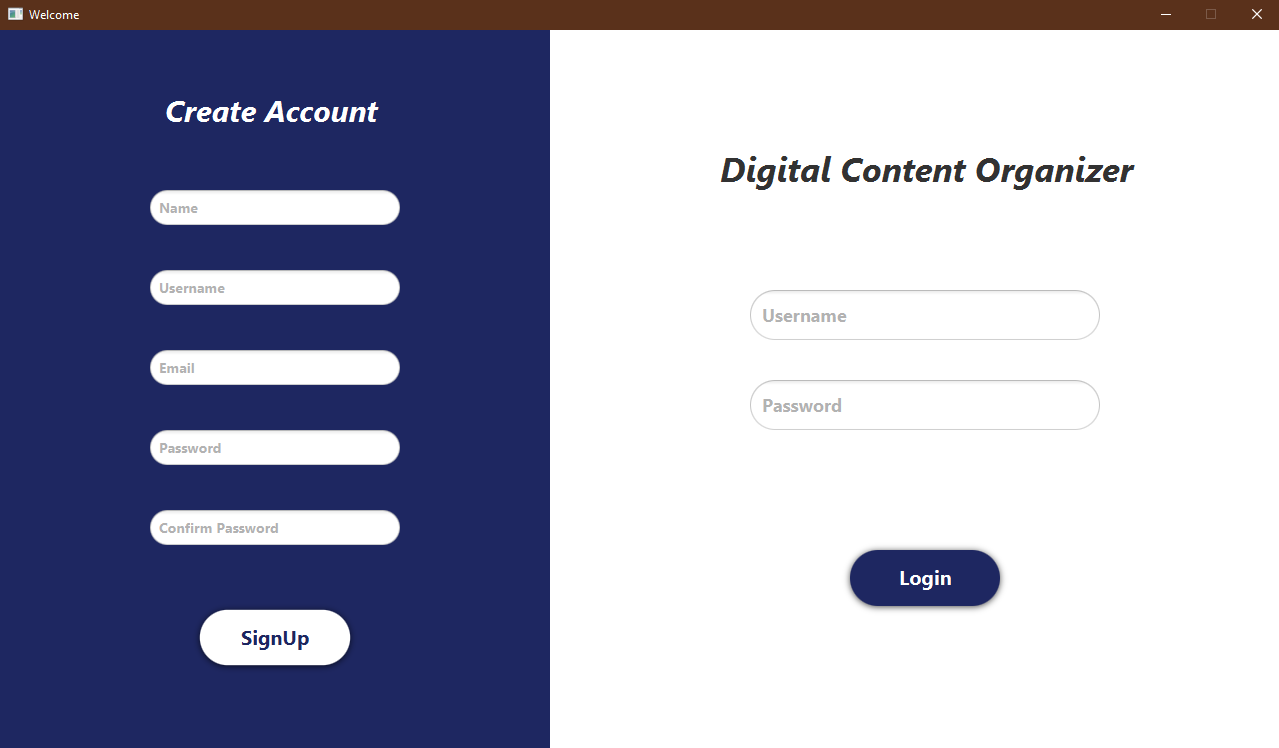 Welcome
Create Account
Name
Username
Email
Password
Confirm Password
SignUp
Digital Content Organizer
Username
Password
Login